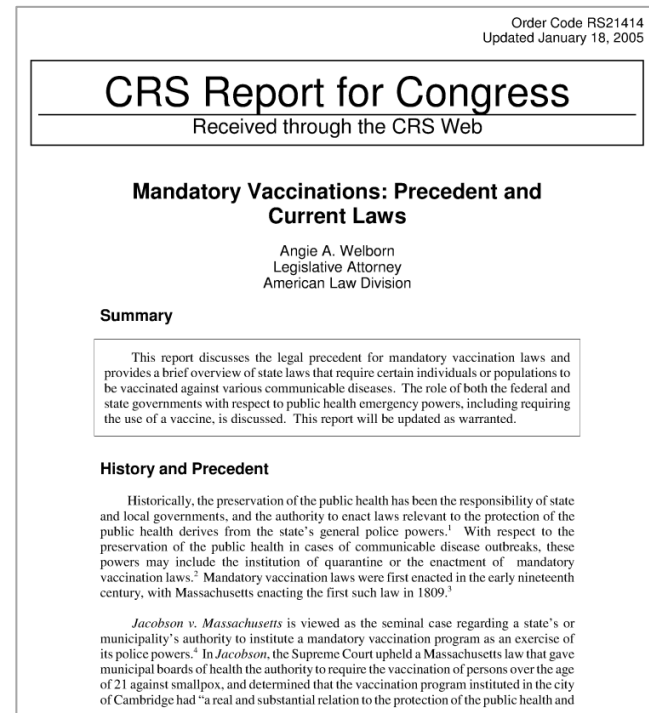 Order Code RS21414
Updated January 18, 2005
CRS Report for Congress
Received through the CRS Web
Mandatory Vaccinations: Precedent and
Current Laws
Angie A. Welborn
Legislative Attorney
American Law Division
Summary
This report discusses the legal precedent for mandatory vaccination laws and
provides a brief overview of state laws that require certain individuals or populations to
be vaccinated against various communicable diseases. The role of both the federal and
state governments with respect to public health emergency powers, including requiring
the use of a vaccine, is discussed. This report will be updated as warranted.
History and Precedent
Historically, the preservation of the public health has been the responsibility of state
and local governments, and the authority to enact laws relevant to the protection of the
public health derives from the state's general police powers.1 With respect to the
preservation of the public health in cases of communicable disease outbreaks, these
powers may include the institution of quarantine or the enactment of mandatory
vaccination laws.2 Mandatory vaccination laws were first enacted in the early nineteenth
century, with Massachusetts enacting the first such law in 1809.3
Jacobson v. Massachusetts is viewed as the seminal case regarding a state's or
municipality's authority to institute a mandatory vaccination program as an exercise of
its police powers.4 In Jacobson, the Supreme Court upheld a Massachusetts law that gave
municipal boards of health the authority to require the vaccination of persons over the age
of 21 against smallpox, and determined that the vaccination program instituted in the city
of Cambridge had "a real and substantial relation to the protection of the public health and